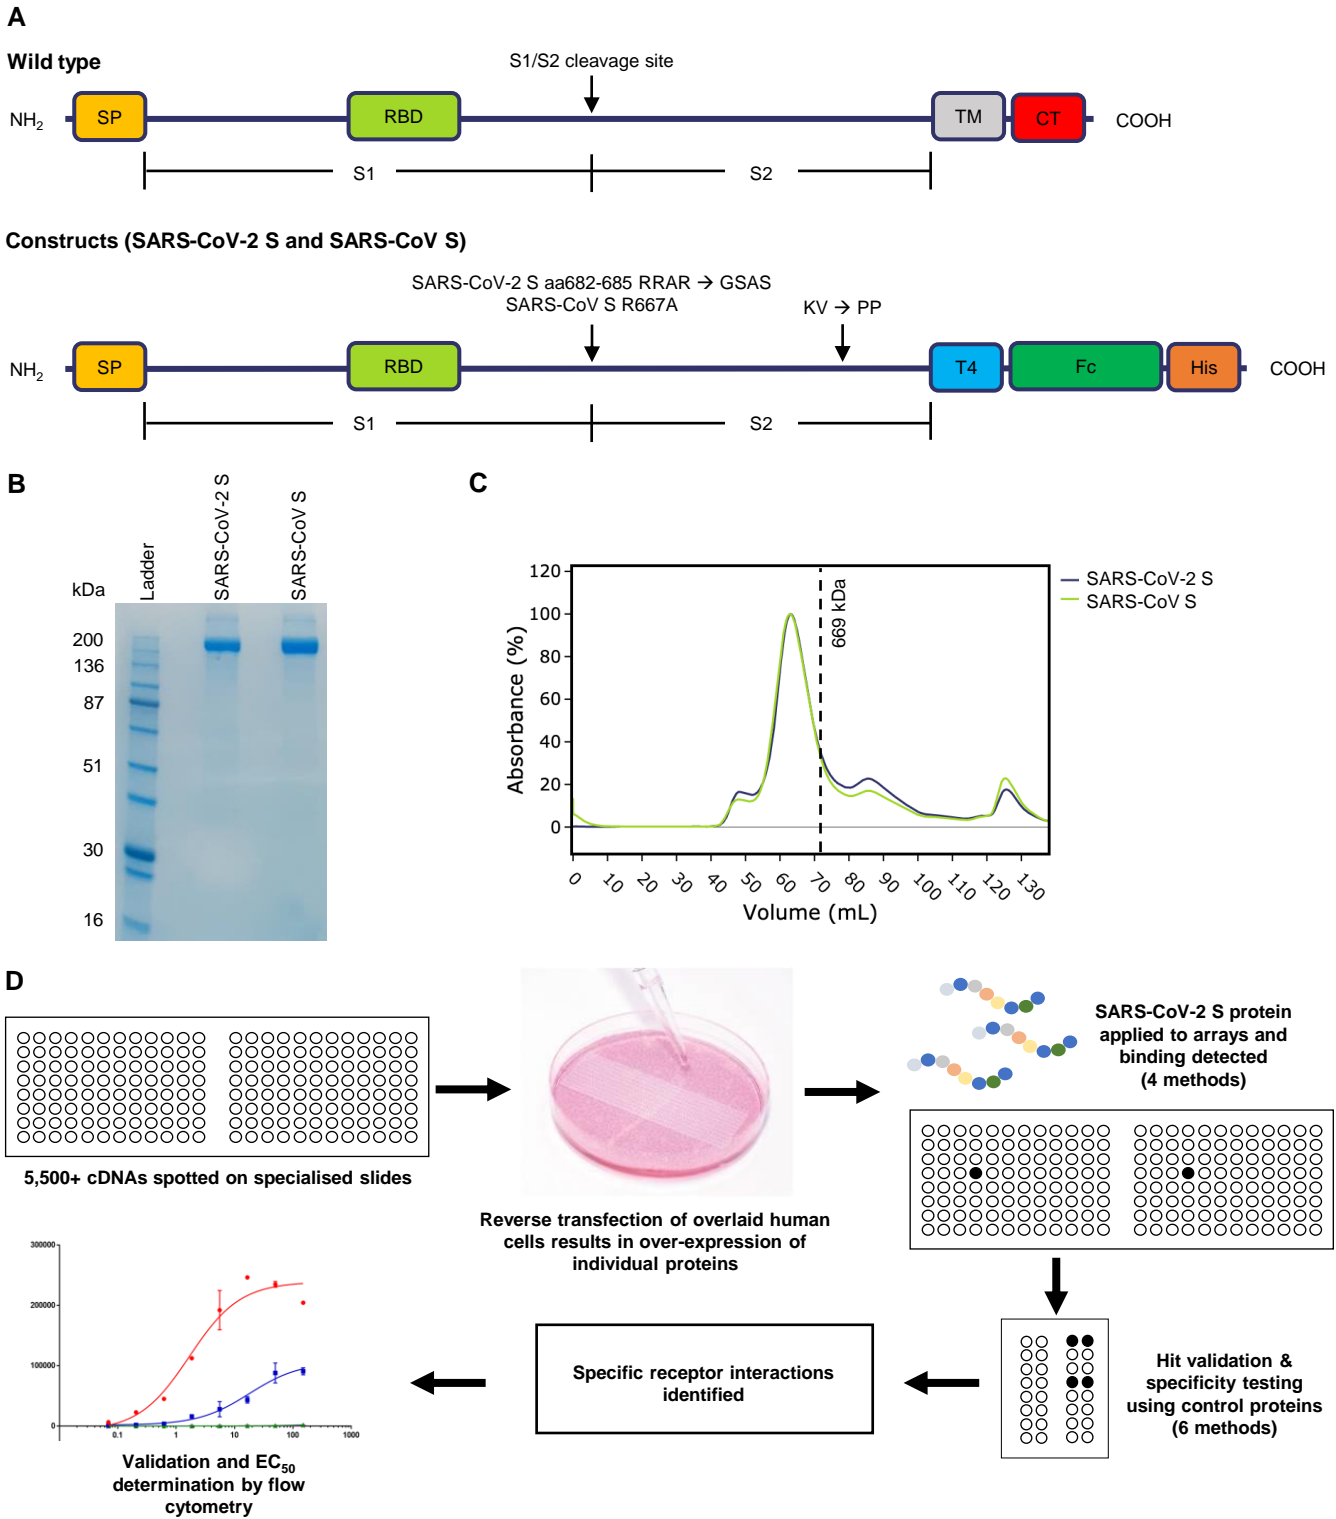 A
Wild type
S1/S2 cleavage site
NH2
SP
RBD
TM
CT
COOH
S1
S2
Constructs (SARS-CoV-2 S and SARS-CoV S)
SARS-CoV-2 S aa682-685 RRAR → GSAS
SARS-CoV S R667A
KV → PP
NH2
SP
RBD
T4
Fc
His
COOH
S1
S2
B
kDa
Ladder
SARS-CoV-2 S
SARS-CoV S
200
136
87
51
30
16
C
Absorbance (%)
120
100
80
60
40
20
0
669 kDa
SARS-CoV-2 S
SARS-CoV S
0 10 20 30 40 50 60 70 80 90 100 110 120 130
Volume (mL)
D
5,500+ cDNAs spotted on specialised slides
Reverse transfection of overlaid human
cells results in over-expression of
individual proteins
SARS-CoV-2 S protein
applied to arrays and
binding detected
(4 methods)
Hit validation &
specificity testing
using control proteins
(6 methods)
Specific receptor interactions
identified
300000
200000
100000
0
0.1 1 10 100 1000
Validation and EC50
determination by flow
cytometry